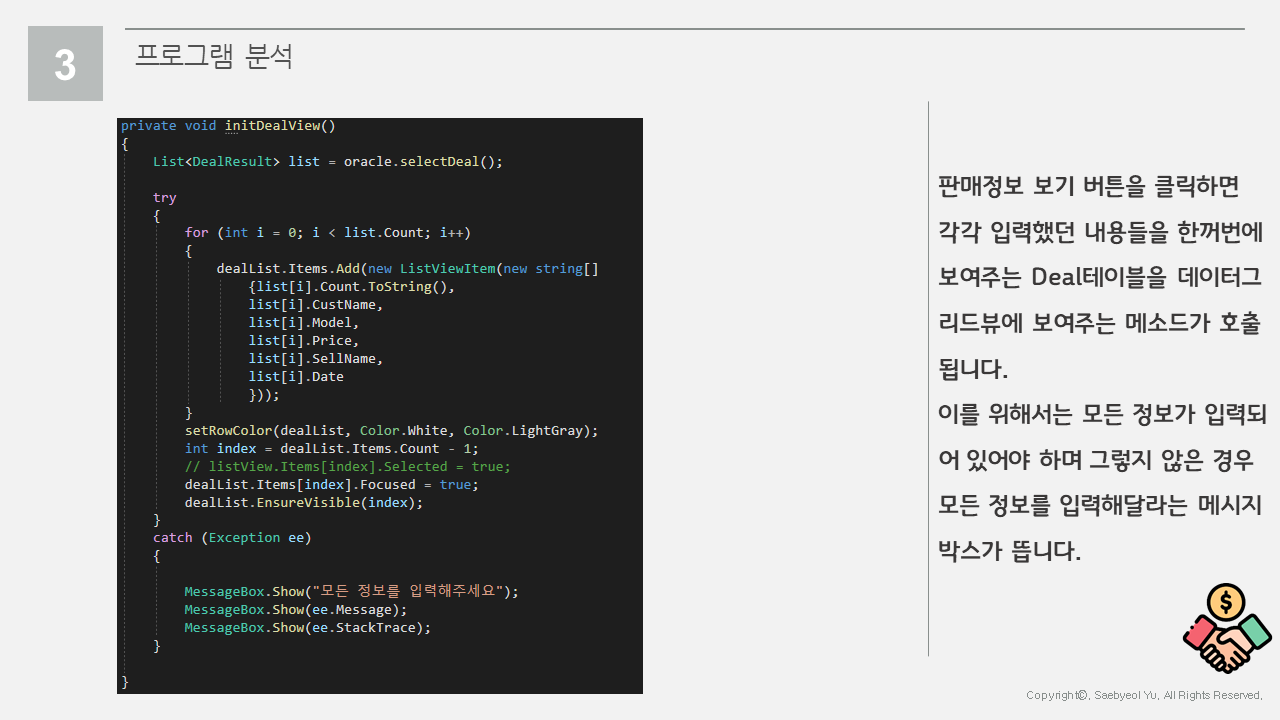 3
프로그램 분석
private void initDealView()
{
List<DealResult> list = oracle.selectDeal();
try
{
for (int i = 0; i < list.Count; i++)
{
dealList.Items.Add(new ListViewItem(new string[]
{list[i].Count.ToString(),
list[i].CustName,
list[i].Model,
list[i].Price,
list[i].SellName,
list[i].Date
}));
}
setRowColor(dealList, Color.White, Color.LightGray);
int index = dealList.Items.Count - 1;
// listView.Items[index].Selected = true;
dealList.Items[index].Focused = true;
dealList.EnsureVisible(index);
}
catch (Exception ee)
{
MessageBox.Show("모든 정보를 입력해주세요");
MessageBox.Show(ee.Message);
MessageBox.Show(ee.StackTrace);
}
}
판매정보 보기 버튼을 클릭하면
각각 입력했던 내용들을 한꺼번에
보여주는 Deal테이블을 데이터그
리드뷰에 보여주는 메소드가 호출
됩니다.
이를 위해서는 모든 정보가 입력되
어 있어야 하며 그렇지 않은 경우
모든 정보를 입력해달라는 메시지
박스가 뜹니다.
$
Copyright©. Saebyeol Yu. All Rights Reserved.